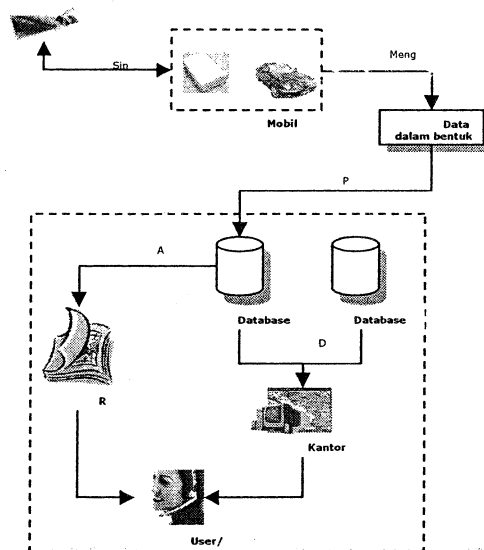 Sin
Meng
Mobil
Data
dalam bentuk
P
A
Database
Database
D
R
Kantor
User/